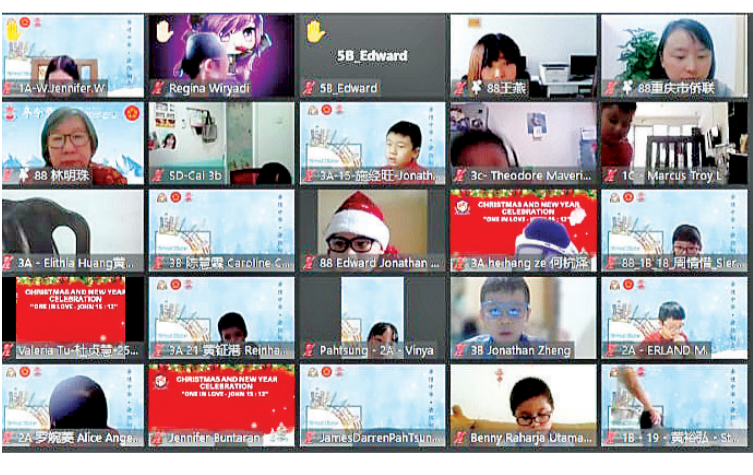 1A-W.Jennifer.W
Regina Wiryadi
5B_Edward
5B_Edward
88王燕
88重庆市侨联
88 林明珠
5D-Cai 3b
3A-15-施经旺-Jonath...
3c- Theodore Maveri...
1C - Marcus Troy L
3A - Elithia Huang黄...
3B 陈慧霖 Caroline C...
88 Edward Jonathan ...
CHRISTMAS AND NEW YEAR
CELEBRATION
"ONE IN LOVE - JOHN 15 : 12"
3A he hang ze 何杭泽
88_1B_18_周情惜_Sier...
CHRISTMAS AND NEW YEAR
CELEBRATION
"ONE IN LOVE - JOHN 15 : 12"
Valeria Tu-杜贞慧-25...
3A 21 黄钲港 Reinha...
Pahtsung - 2A - Vinya
3B Jonathan Zheng
2A - ERLAND M.
2A 罗婉菱 Alice Ange...
CHRISTMAS AND NEW YEAR
CELEBRATION
"ONE IN LOVE - JOHN 15 : 12"
Jennifer Buntaran
JamesDarrenPahTsun...
Benny Raharja Utama...
1B - 19 - 黄裕弘 - St...